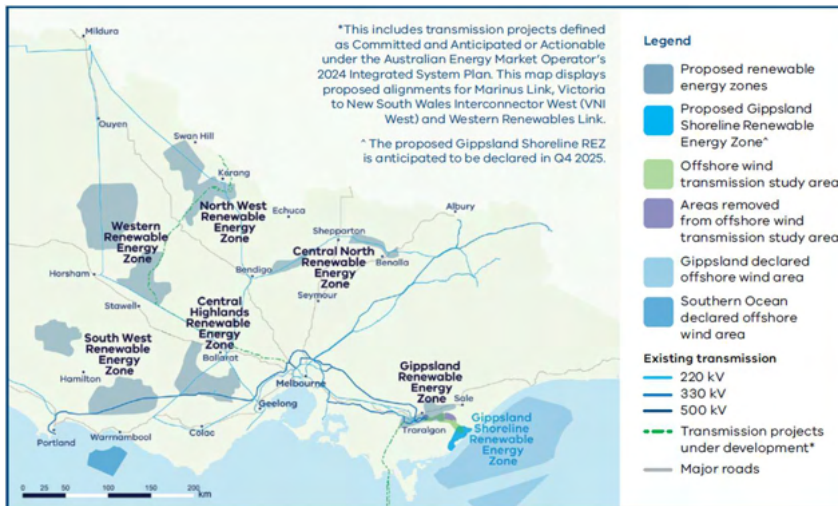 *This includes transmission projects defined
as Committed and Anticipated or Actionable
under the Australian Energy Market Operator's
2024 Integrated System Plan. This map displays
proposed alignments for Marinus Link, Victoria
to New South Wales Interconnector West (VNI
West) and Western Renewables Link.
^ The proposed Gippsland Shoreline REZ
is anticipated to be declared in Q4 2025.
Mildura
Ouyen
Swan Hill
Kerang
North West
Renewable
Energy
Zone
Echuca
Albury
Western
Renewable
Energy
Zone
Shepparton
Central North
Renewable
Energy
Zone
Benalla
Horsham
Bendigo
Stawell
Seymour
Central
Highlands
Renewable
Energy
Zone
South West
Renewable
Energy
Zone
Ballarat
Hamilton
Melbourne
Gippsland
Renewable
Energy
Zone
Sale
Geelong
Traralgon
Gippsland
Shoreline
Renewable
Energy
Zone
Portland
Warrnambool
Colac
0 50 100 150 200
km
Legend
Proposed renewable
energy zones
Proposed Gippsland
Shoreline Renewable
Energy Zone^
Offshore wind
transmission study area
Areas removed
from offshore wind
transmission study area
Gippsland declared
offshore wind area
Southern Ocean
declared offshore
wind area
Existing transmission
220 kV
330 kV
500 kV
Transmission projects
under development*
Major roads